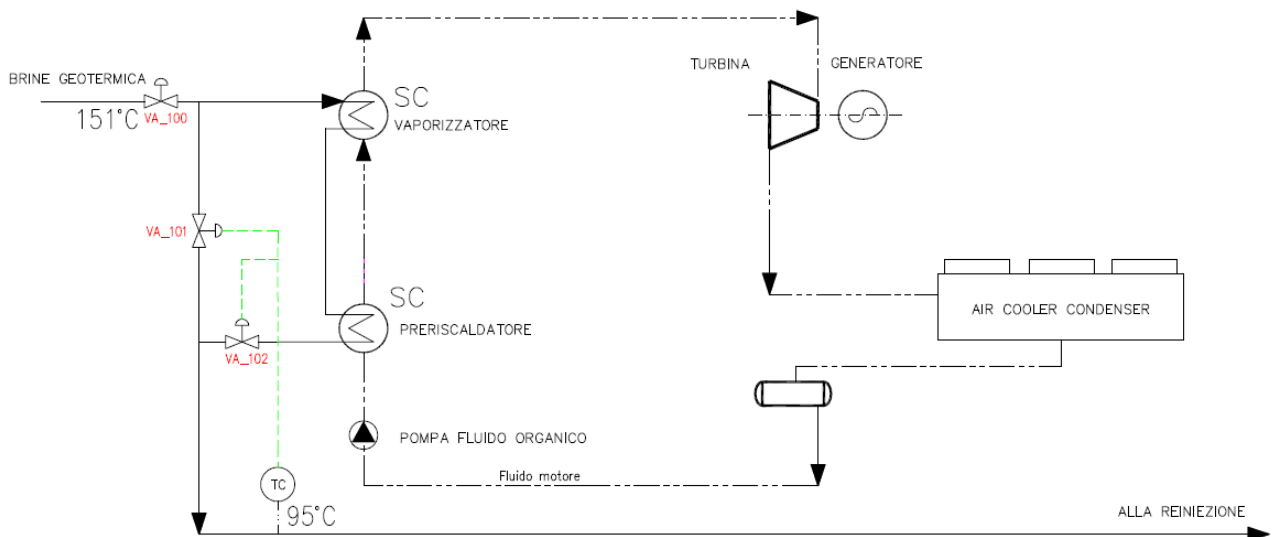 BRINE GEOTERMICA
151°C
VA_100
SC
VAPORIZZATORE
TURBINA
GENERATORE
VA_101
SC
PRERISCALDATORE
VA_102
AIR COOLER CONDENSER
POMPA FLUIDO ORGANICO
Fluido motore
TC
95°C
ALLA REINIEZIONE